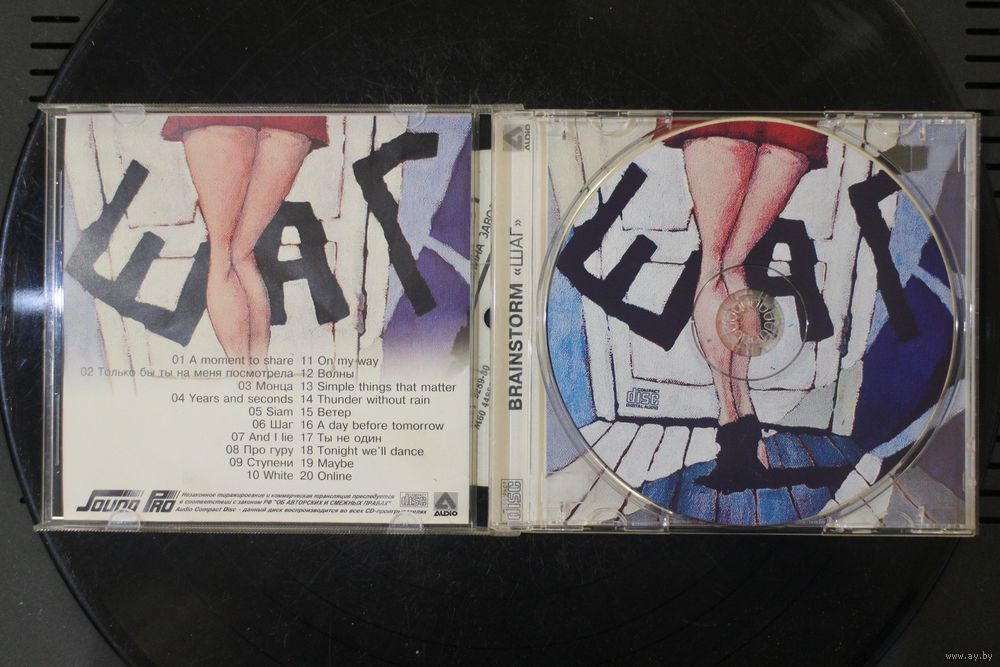 ШАГ
01 A moment to share
02 Только бы ты на меня посмотрела
03 Монца
04 Years and seconds
05 Siam
06 Шаг
07 And I lie
08 Про гуру
09 Ступени
10 White
11 On my way
12 Волны
13 Simple things that matter
14 Thunder without rain
15 Ветер
16 A day before tomorrow
17 Ты не один
18 Tonight we'll dance
19 Maybe
20 Online
Sound Pro
Незаконное тиражирование и коммерческая трансляция преследуется
в соответствии с законом РФ "ОБ АВТОРСКИХ И СМЕЖНЫХ ПРАВАХ"
Audio Compact Disc - данный диск воспроизводится во всех CD-проигрывателях
disc
AUDIO
AUDIO
BRAINSTORM «ШАГ»
disc
ШАГ
COMPACT
disc
DIGITAL AUDIO
www.ay.by